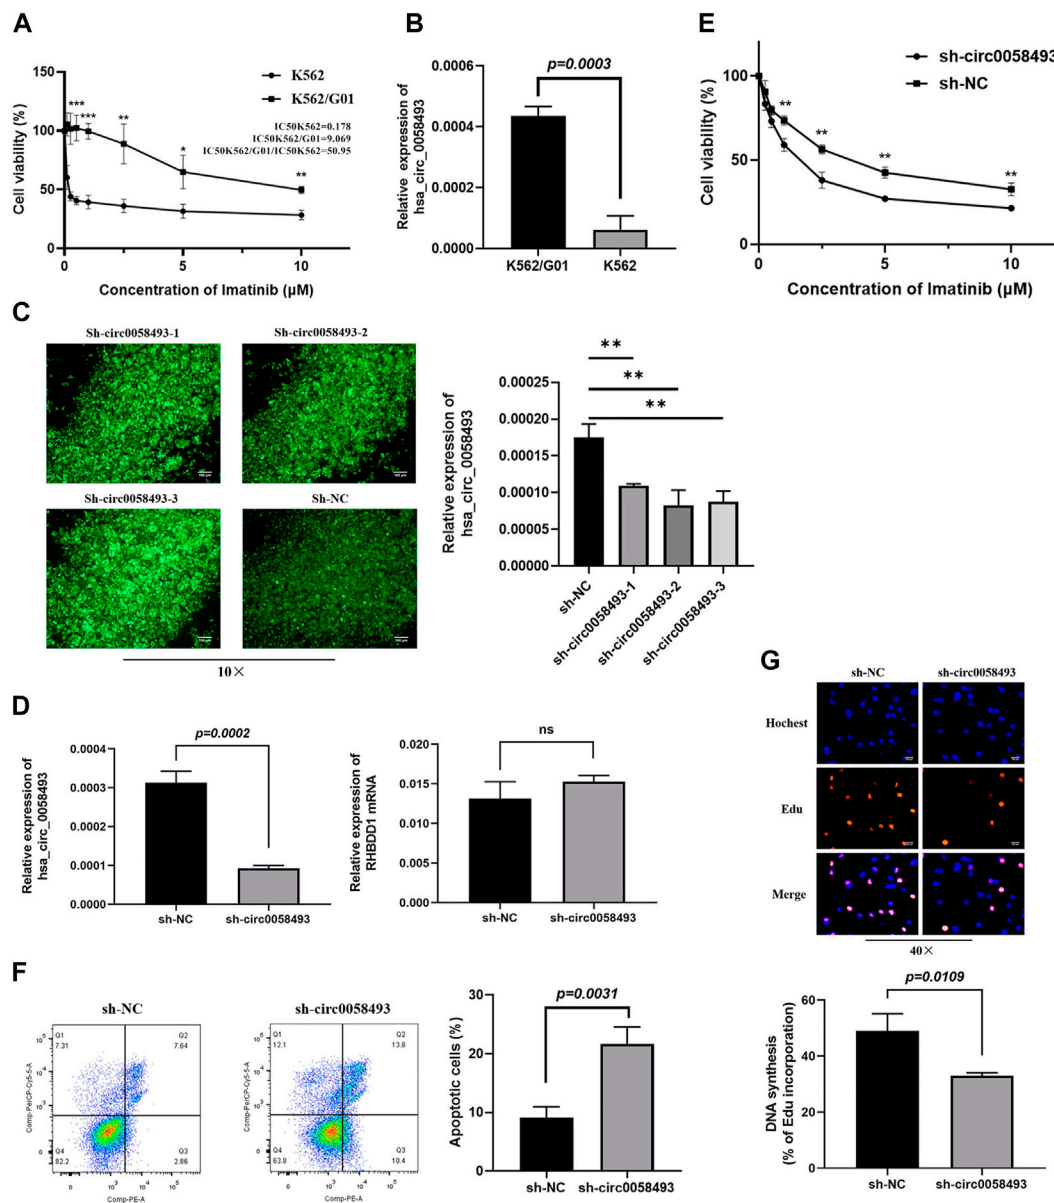 A
Cell viability (%)
150
100
50
0
***
***
**
*
**
K562
K562/G01
IC50K562=0.178
IC50K562/G01=9.069
IC50K562/G01/IC50K562=50.95
0
5
10
Concentration of Imatinib (μM)
B
Relative expression of
hsa_circ_0058493
0.0006
0.0004
0.0002
0.0000
p=0.0003
K562/G01
K562
E
sh-circ0058493
sh-NC
Cell viability (%)
100
50
0
**
**
**
**
0
5
10
Concentration of Imatinib (μM)
C
Sh-circ0058493-1
Sh-circ0058493-2
Sh-circ0058493-3
Sh-NC
10×
Relative expression of
hsa_circ_0058493
0.00025
0.00020
0.00015
0.00010
0.00005
0.00000
**
**
**
sh-NC
sh-circ0058493-1
sh-circ0058493-2
sh-circ0058493-3
D
Relative expression of
hsa_circ_0058493
0.0004
0.0003
0.0002
0.0001
0.0000
p=0.0002
sh-NC
sh-circ0058493
Relative expression of
RHBDD1 mRNA
0.020
0.015
0.010
0.005
0.000
ns
sh-NC
sh-circ0058493
G
sh-NC
sh-circ0058493
Hochest
Edu
Merge
40×
DNA synthesis
(% of Edu incorporation)
60
40
20
0
p=0.0109
sh-NC
sh-circ0058493
F
sh-NC
Comp-PerCP-Cy5-5-A
Q1
7.31
Q2
7.64
Q4
82.2
Q3
2.86
Comp-PE-A
sh-circ0058493
Comp-PerCP-Cy5-5-A
Q1
12.1
Q2
13.8
Q4
63.8
Q3
10.4
Comp-PE-A
Apoptotic cells (%)
30
20
10
0
p=0.0031
sh-NC
sh-circ0058493